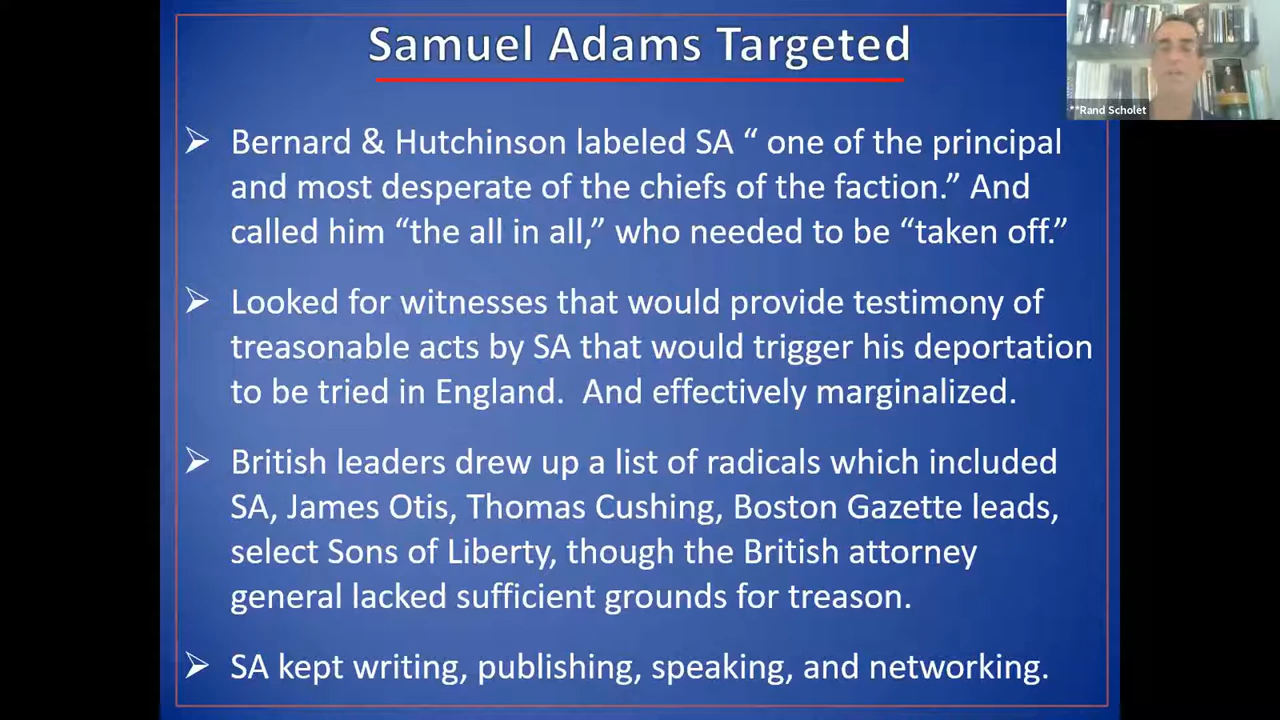 Samuel Adams Targeted
**Rand Scholet
➢ Bernard & Hutchinson labeled SA “ one of the principal
and most desperate of the chiefs of the faction.” And
called him “the all in all,” who needed to be “taken off.”
➢ Looked for witnesses that would provide testimony of
treasonable acts by SA that would trigger his deportation
to be tried in England.  And effectively marginalized.
➢ British leaders drew up a list of radicals which included
SA, James Otis, Thomas Cushing, Boston Gazette leads,
select Sons of Liberty, though the British attorney
general lacked sufficient grounds for treason.
➢ SA kept writing, publishing, speaking, and networking.